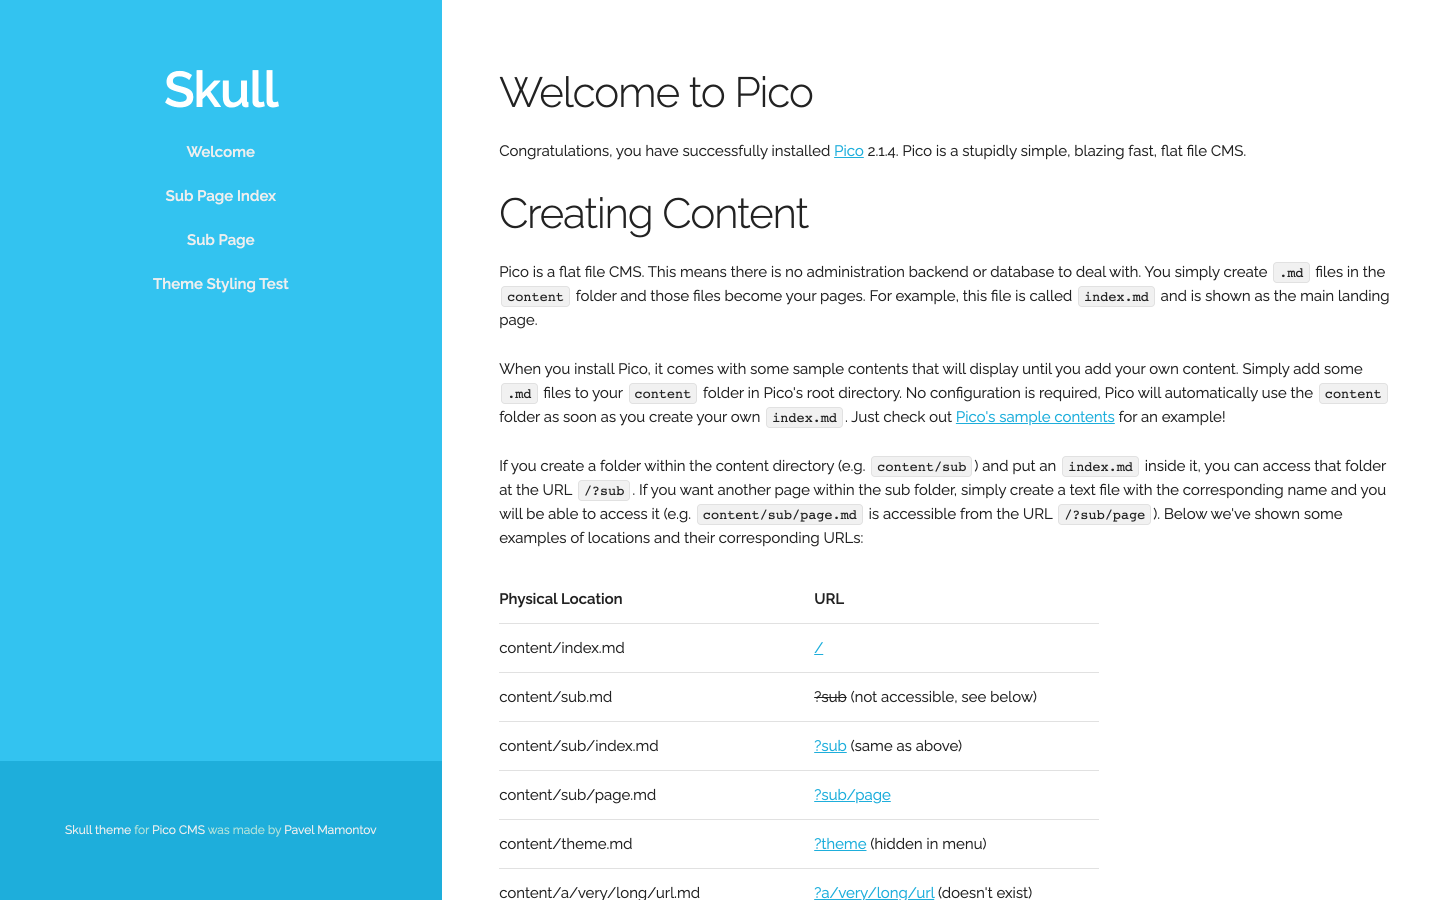 Skull
Welcome
Sub Page Index
Sub Page
Theme Styling Test
Skull theme for Pico CMS was made by Pavel Mamontov
Welcome to Pico
Congratulations, you have successfully installed Pico 2.1.4. Pico is a stupidly simple, blazing fast, flat file CMS.
Creating Content
Pico is a flat file CMS. This means there is no administration backend or database to deal with. You simply create .md files in the
content folder and those files become your pages. For example, this file is called index.md and is shown as the main landing
page.
When you install Pico, it comes with some sample contents that will display until you add your own content. Simply add some
.md files to your content folder in Pico's root directory. No configuration is required, Pico will automatically use the content
folder as soon as you create your own index.md. Just check out Pico's sample contents for an example!
If you create a folder within the content directory (e.g. content/sub) and put an index.md inside it, you can access that folder
at the URL /?sub. If you want another page within the sub folder, simply create a text file with the corresponding name and you
will be able to access it (e.g. content/sub/page.md is accessible from the URL /?sub/page). Below we've shown some
examples of locations and their corresponding URLs:
Physical Location URL
content/index.md /
content/sub.md ?sub (not accessible, see below)
content/sub/index.md ?sub (same as above)
content/sub/page.md ?sub/page
content/theme.md ?theme (hidden in menu)
content/a/very/long/url.md ?a/very/long/url (doesn't exist)